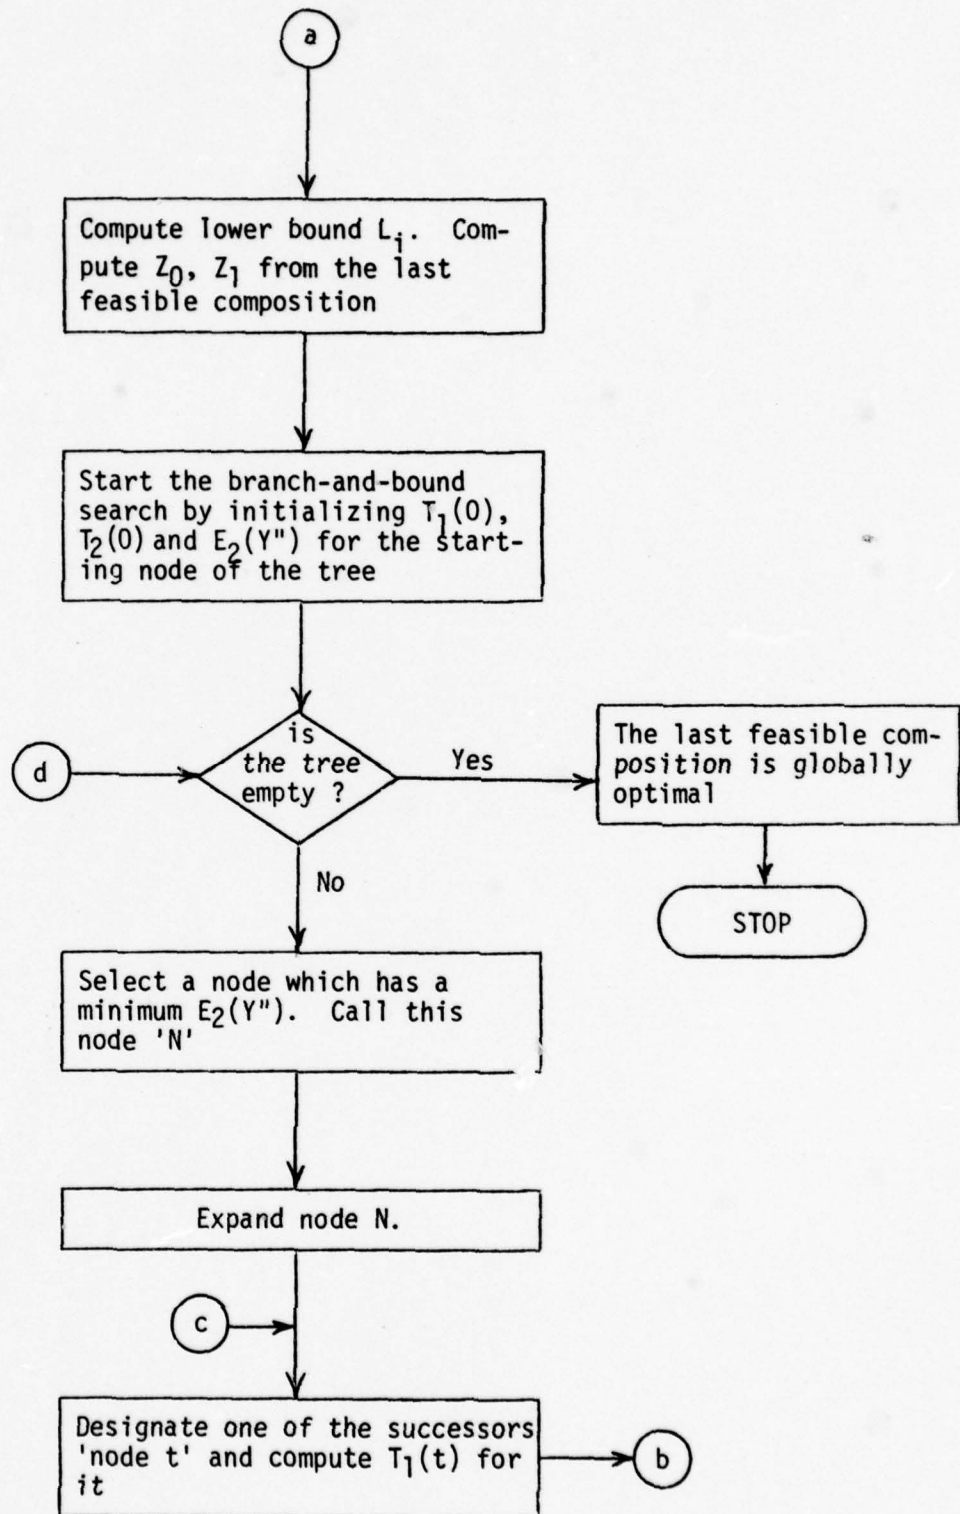 a
Compute lower bound Li. Com-
pute Z0, Z1 from the last
feasible composition
Start the branch-and-bound
search by initializing T1(0),
T2(0) and E2(Y") for the start-
ing node of the tree
is
the tree
empty ?
d
Yes
The last feasible com-
position is globally
optimal
No
STOP
Select a node which has a
minimum E2(Y"). Call this
node 'N'
Expand node N.
c
Designate one of the successors
'node t' and compute T1(t) for
it
b